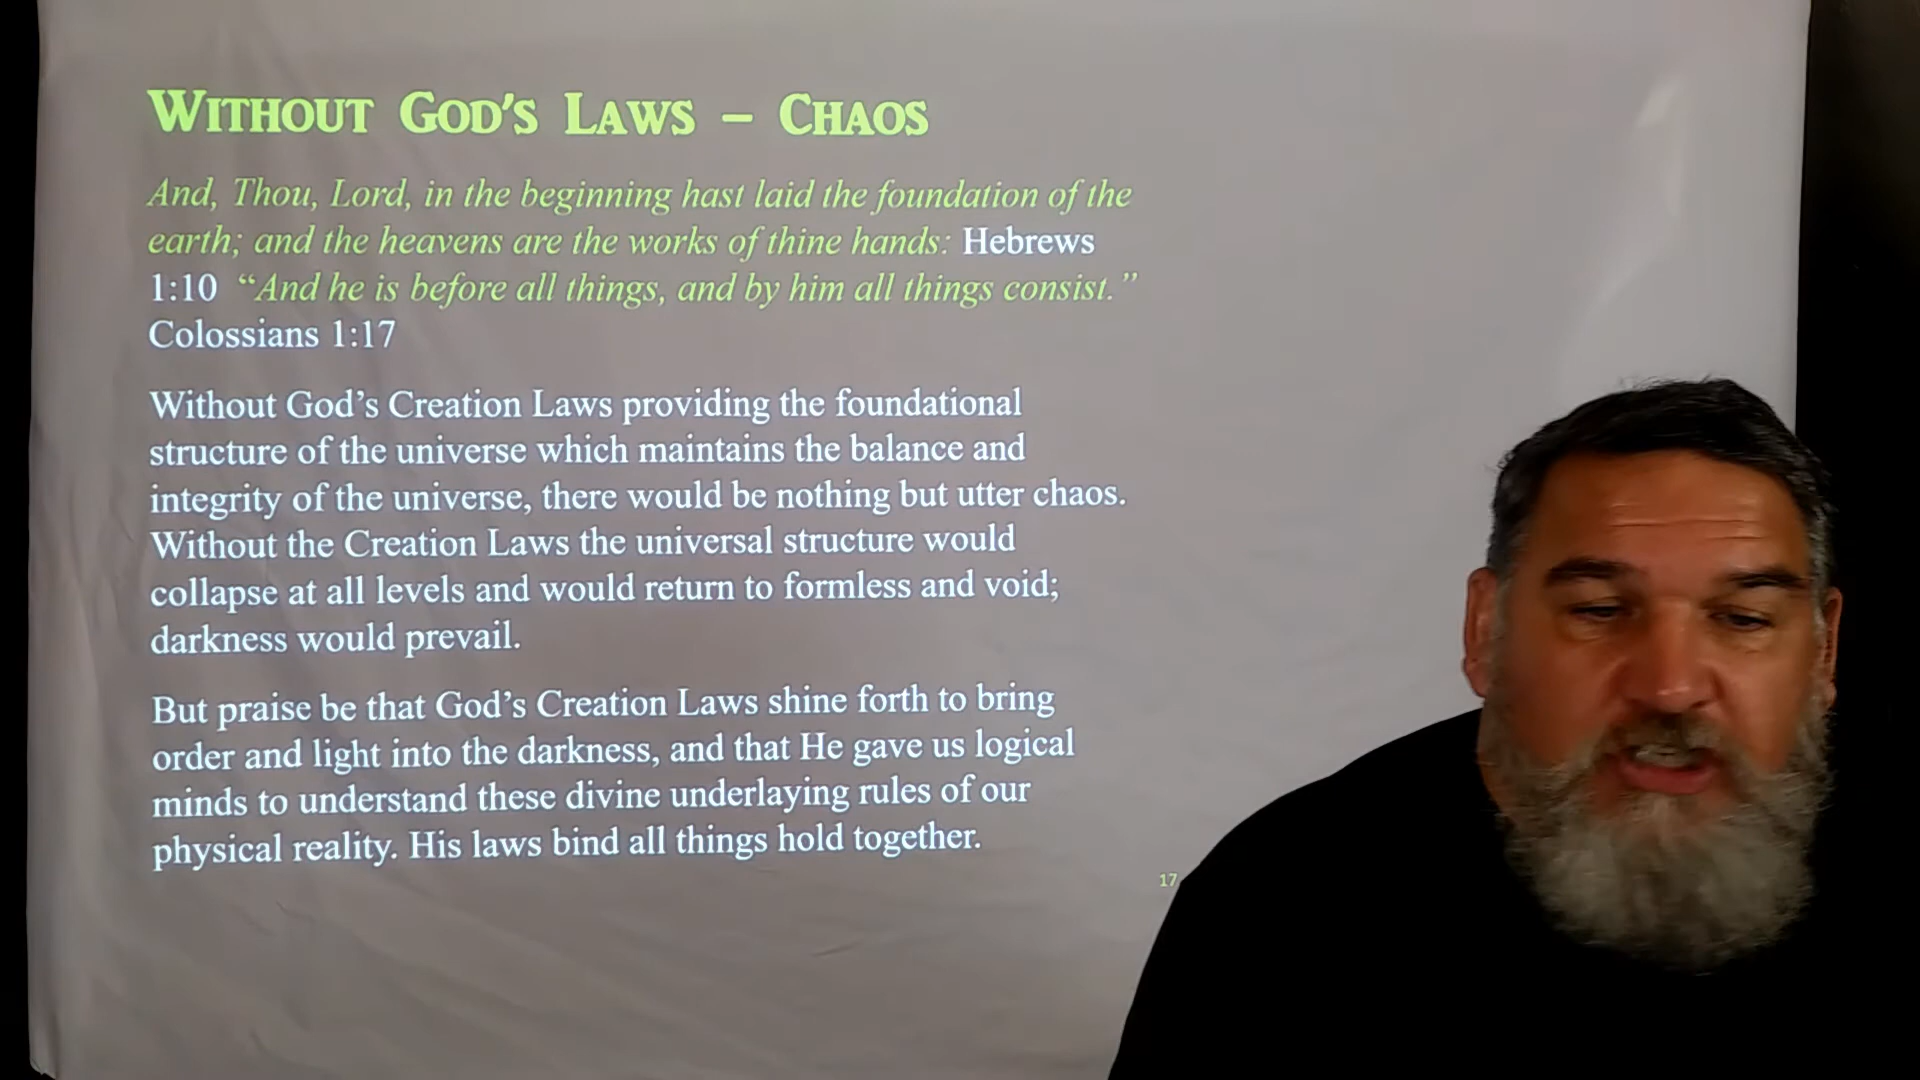 WITHOUT GOD'S LAWS – CHAOS
And, Thou, Lord, in the beginning hast laid the foundation of the
earth; and the heavens are the works of thine hands: Hebrews
1:10 “And he is before all things, and by him all things consist.”
Colossians 1:17
Without God’s Creation Laws providing the foundational
structure of the universe which maintains the balance and
integrity of the universe, there would be nothing but utter chaos.
Without the Creation Laws the universal structure would
collapse at all levels and would return to formless and void;
darkness would prevail.
But praise be that God’s Creation Laws shine forth to bring
order and light into the darkness, and that He gave us logical
minds to understand these divine underlaying rules of our
physical reality. His laws bind all things hold together.
17